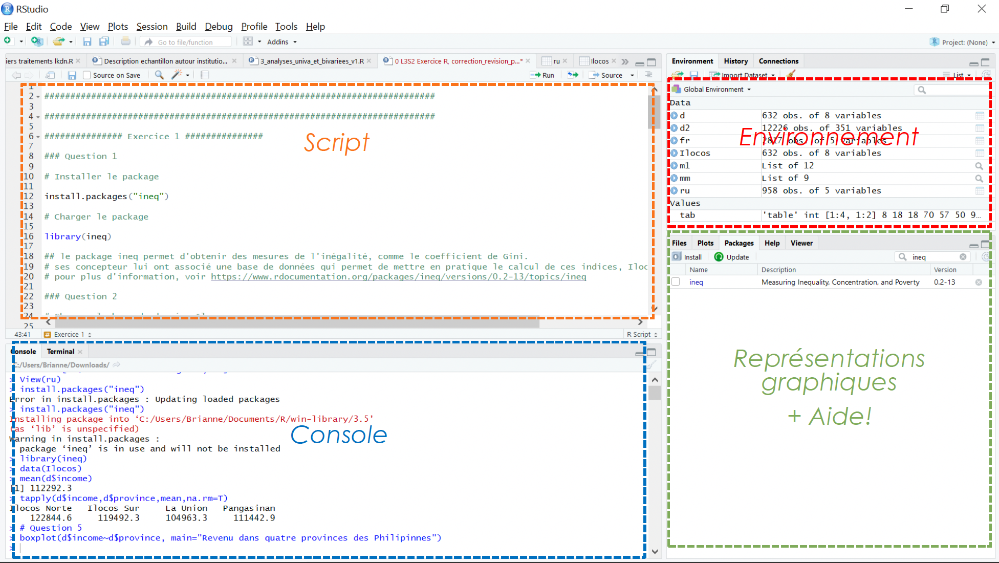 RStudio
File Edit Code View Plots Session Build Debug Profile Tools Help
Go to file/function Addins Project: (None)
iers traitements lkdn.R Description echantillon autour institutio... 3_analyses_univa_et_bivariees_v1.R 0 L3S2 Exercice R, correction_revision_p...* ru Ilocos
Source on Save Run Source
1
2 ###########################################################################
3
4 ###########################################################################
5
6 ############### Exercice 1 ###############
7
8 ### Question 1
9
10 # Installer le package
11
12 install.packages("ineq")
13
14 # Charger le package
15
16 library(ineq)
17
18 ## le package ineq permet d'obtenir des mesures de l'inégalité, comme le coefficient de Gini.
19 # ses concepteur lui ont associé une base de données qui permet de mettre en pratique le calcul de ces indices, Iloc
20 # pour plus d'information, voir https://www.rdocumentation.org/packages/ineq/versions/0.2-13/topics/ineq
21
22 ### Question 2
23
24
25
Script
43:41 Exercice 1 R Script
Console Terminal
C:/Users/Brianne/Downloads/
> View(ru)
> install.packages("ineq")
Error in install.packages : Updating loaded packages
> install.packages("ineq")
Installing package into ‘C:/Users/Brianne/Documents/R/win-library/3.5’
(as ‘lib’ is unspecified)
Warning in install.packages :
package ‘ineq’ is in use and will not be installed
> library(ineq)
> data(Ilocos)
> mean(d$income)
[1] 112292.3
> tapply(d$income,d$province,mean,na.rm=T)
Ilocos Norte Ilocos Sur La Union Pangasinan
122844.6 119492.3 104963.3 111442.9
> # Question 5
> boxplot(d$income~d$province, main="Revenu dans quatre provinces des Philipinnes")
>
Console
Environment History Connections
Import Dataset List
Global Environment
Data
d 632 obs. of 8 variables
d2 12226 obs. of 351 variables
fr 2817 obs. of 5 variables
Ilocos 632 obs. of 8 variables
m1 List of 12
mm List of 9
ru 958 obs. of 5 variables
Values
tab 'table' int [1:4, 1:2] 8 18 18 70 57 50 9...
Environnement
Files Plots Packages Help Viewer
Install Update ineq
Name Description Version
ineq Measuring Inequality, Concentration, and Poverty 0.2-13
Représentations
graphiques
+ Aide!